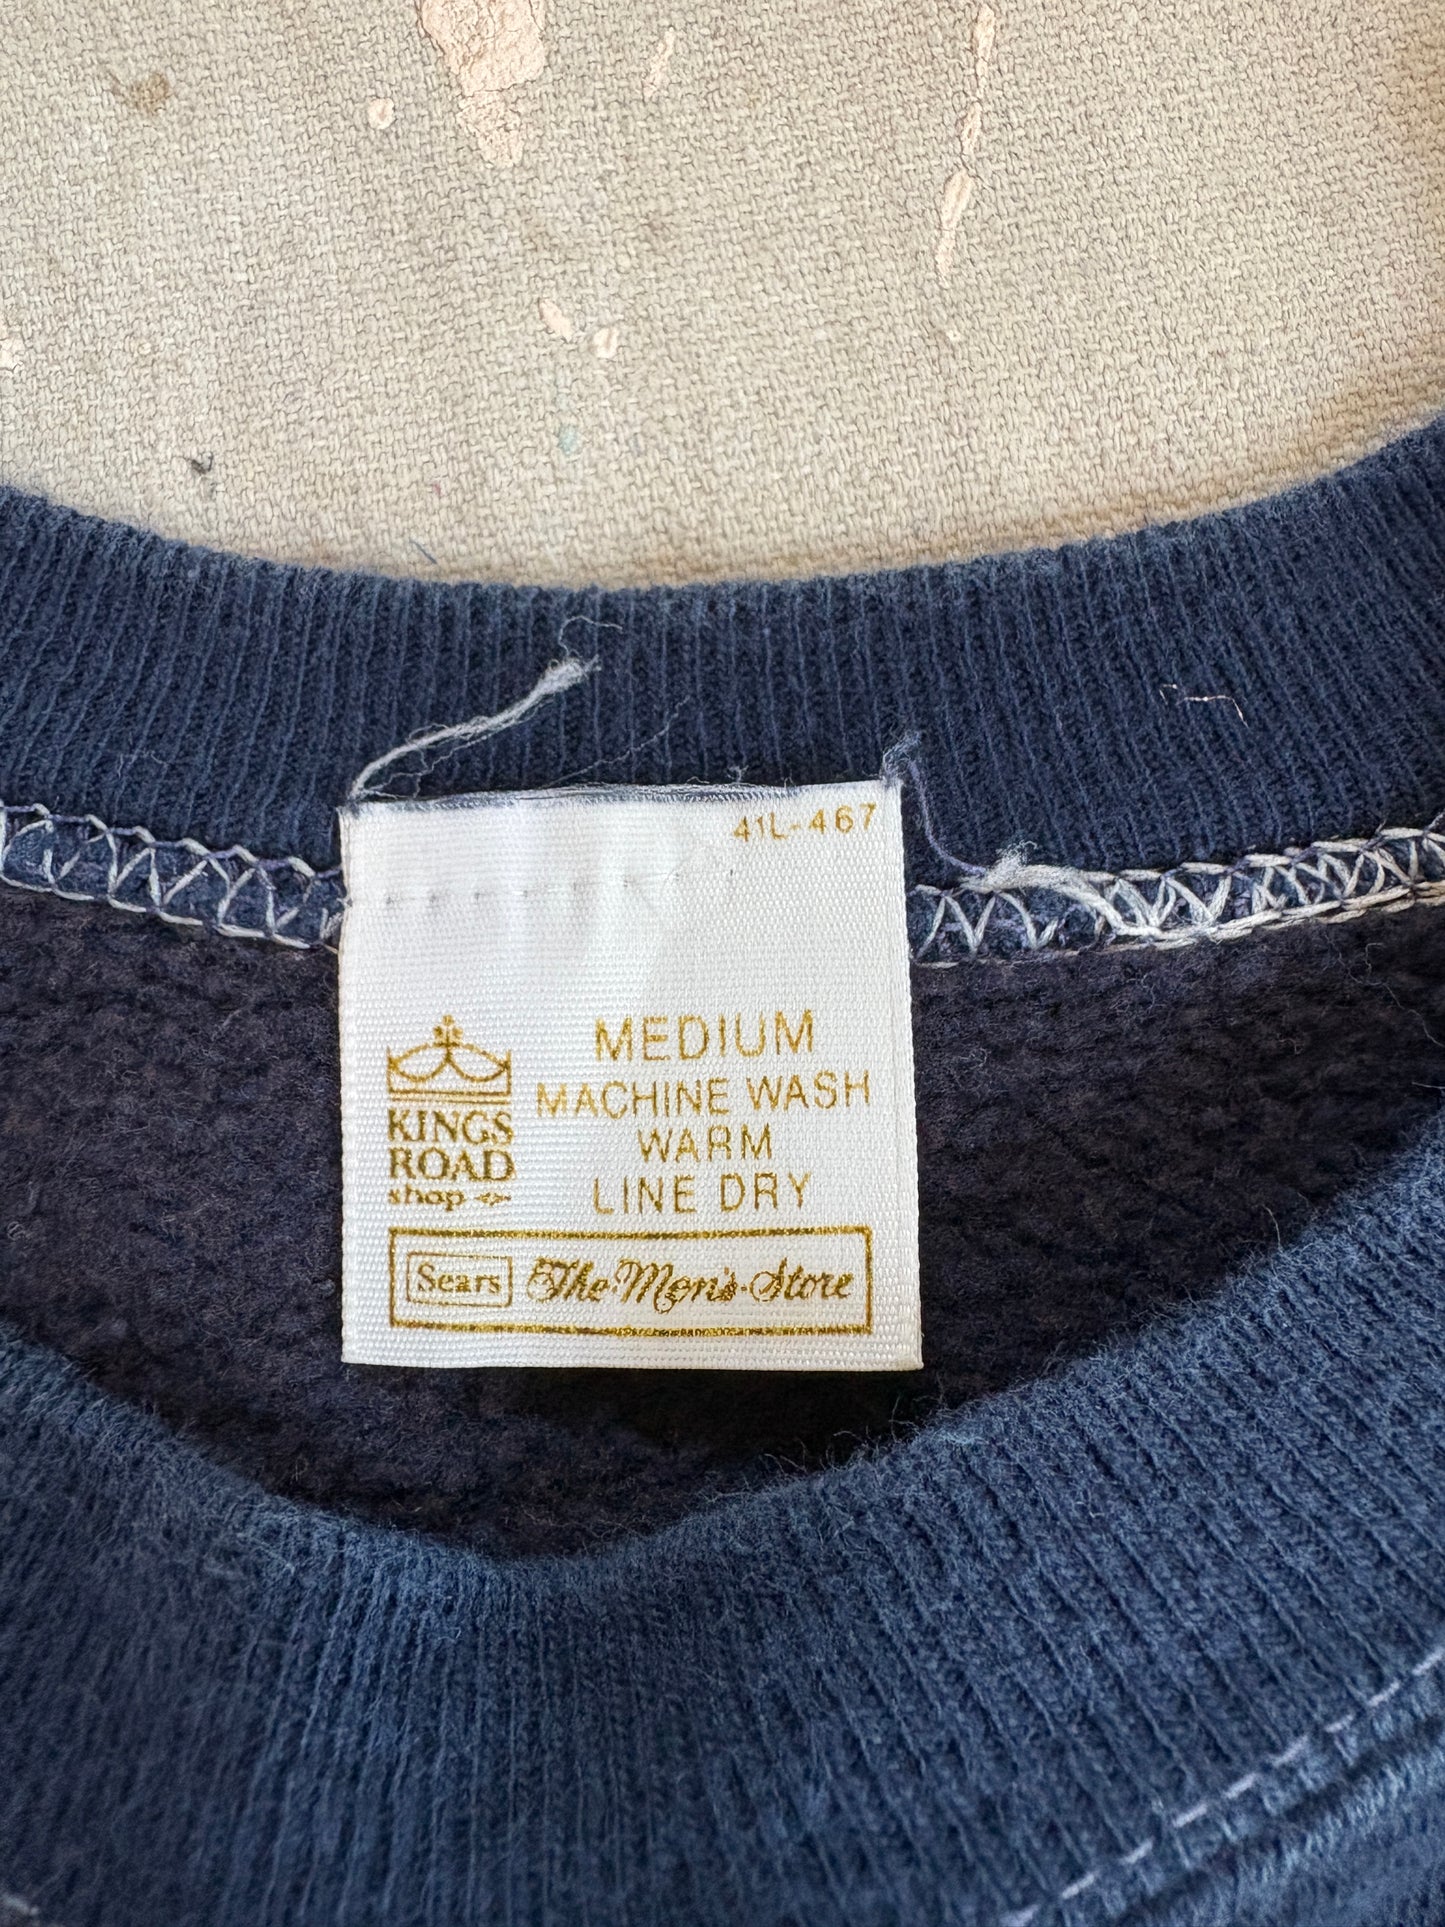 41L-467
MEDIUM
MACHINE WASH
WARM
LINE DRY
KINGS
ROAD
shop
Sears The Men's Store